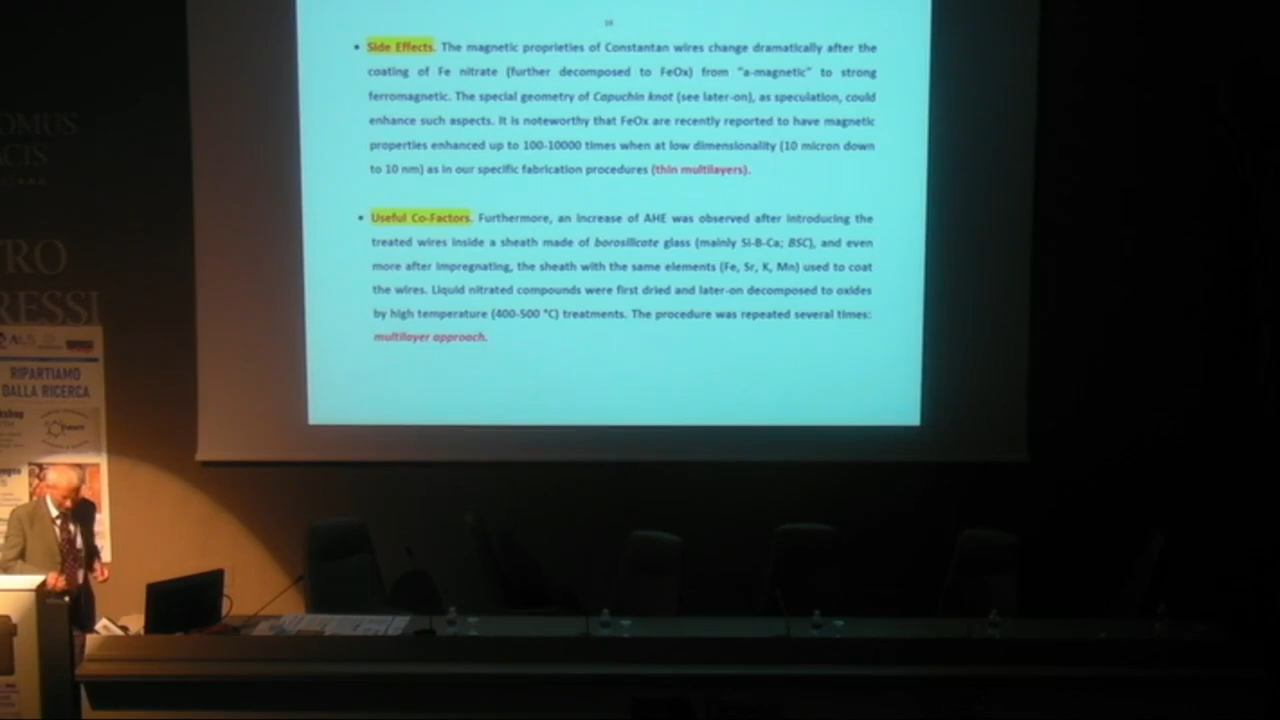 16
• Side Effects. The magnetic proprieties of Constantan wires change dramatically after the
coating of Fe nitrate (further decomposed to FeOx) from "a-magnetic" to strong
ferromagnetic. The special geometry of Capuchin knot (see later-on), as speculation, could
enhance such aspects. It is noteworthy that FeOx are recently reported to have magnetic
properties enhanced up to 100-10000 times when at low dimensionality (10 micron down
to 10 nm) as in our specific fabrication procedures (thin multilayers).
• Useful Co-Factors. Furthermore, an increase of AHE was observed after introducing the
treated wires inside a sheath made of borosilicate glass (mainly Si-B-Ca; BSC), and even
more after impregnating, the sheath with the same elements (Fe, Sr, K, Mn) used to coat
the wires. Liquid nitrated compounds were first dried and later-on decomposed to oxides
by high temperature (400-500 °C) treatments. The procedure was repeated several times:
multilayer approach.
OMUS
ACIS
TRO
RESSI
RIPARTIAMO
DALLA RICERCA